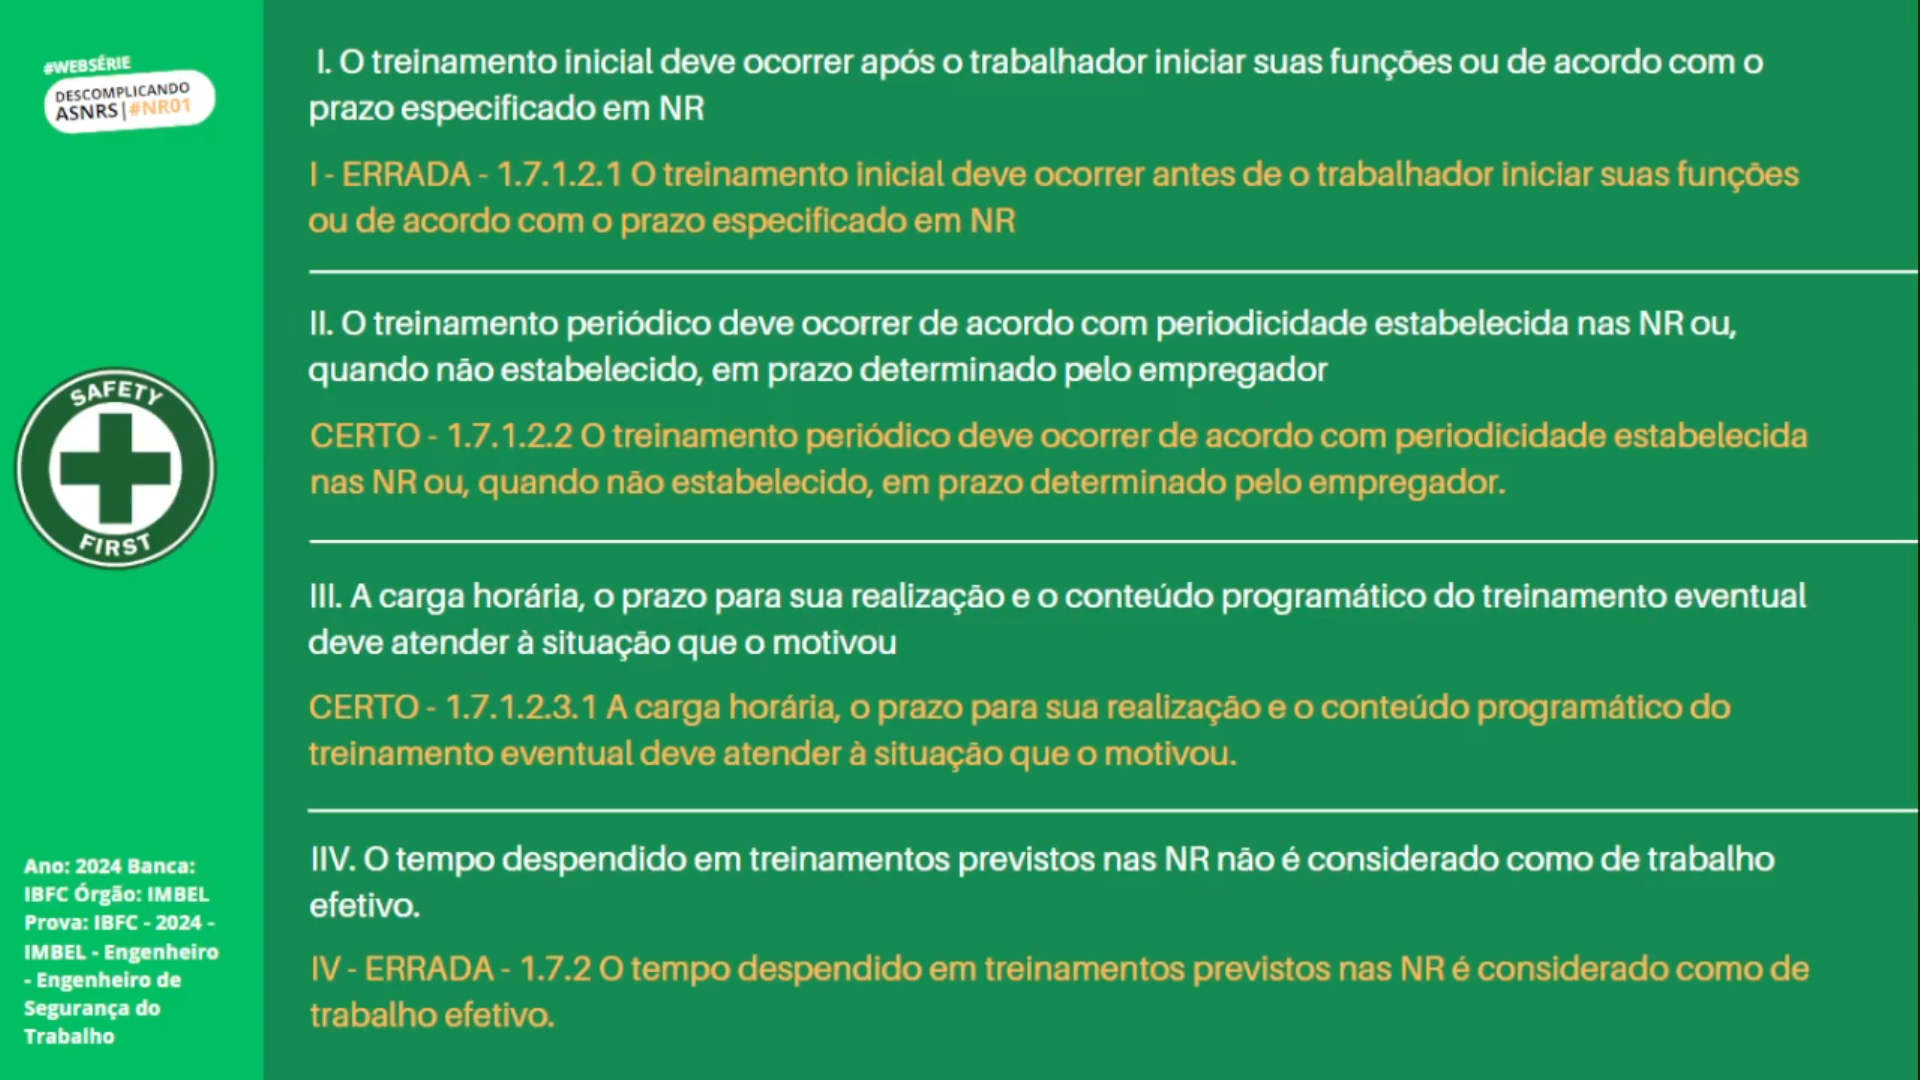 #WEBSÉRIE
DESCOMPLICANDO
ASNRS|#NR01
SAFETY
FIRST
Ano: 2024 Banca:
IBFC Órgão: IMBEL
Prova: IBFC - 2024 -
IMBEL - Engenheiro
- Engenheiro de
Segurança do
Trabalho
I. O treinamento inicial deve ocorrer após o trabalhador iniciar suas funções ou de acordo com o
prazo especificado em NR
I - ERRADA - 1.7.1.2.1 O treinamento inicial deve ocorrer antes de o trabalhador iniciar suas funções
ou de acordo com o prazo especificado em NR
II. O treinamento periódico deve ocorrer de acordo com periodicidade estabelecida nas NR ou,
quando não estabelecido, em prazo determinado pelo empregador
CERTO - 1.7.1.2.2 O treinamento periódico deve ocorrer de acordo com periodicidade estabelecida
nas NR ou, quando não estabelecido, em prazo determinado pelo empregador.
III. A carga horária, o prazo para sua realização e o conteúdo programático do treinamento eventual
deve atender à situação que o motivou
CERTO - 1.7.1.2.3.1 A carga horária, o prazo para sua realização e o conteúdo programático do
treinamento eventual deve atender à situação que o motivou.
IIV. O tempo despendido em treinamentos previstos nas NR não é considerado como de trabalho
efetivo.
IV - ERRADA - 1.7.2 O tempo despendido em treinamentos previstos nas NR é considerado como de
trabalho efetivo.